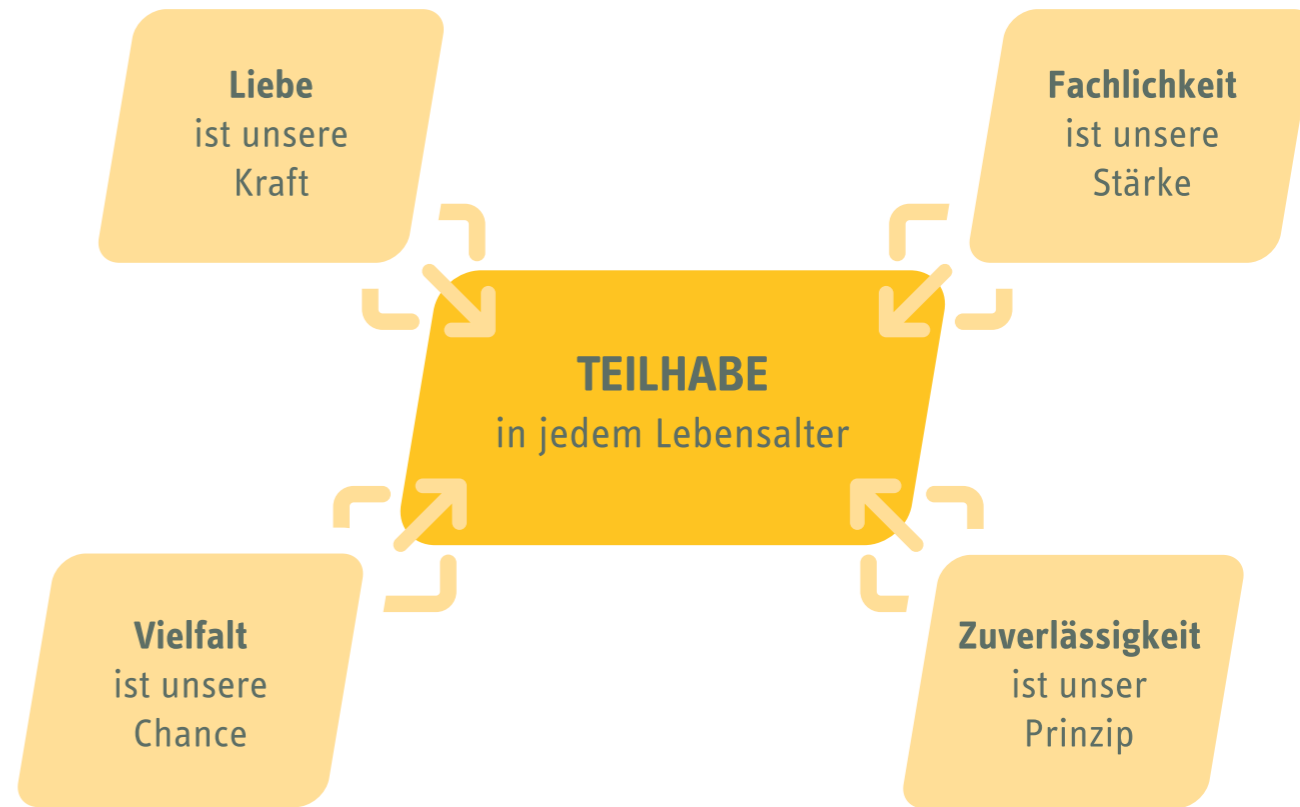 Liebe
ist unsere
Kraft
Fachlichkeit
ist unsere
Stärke
TEILHABE
in jedem Lebensalter
Vielfalt
ist unsere
Chance
Zuverlässigkeit
ist unser
Prinzip